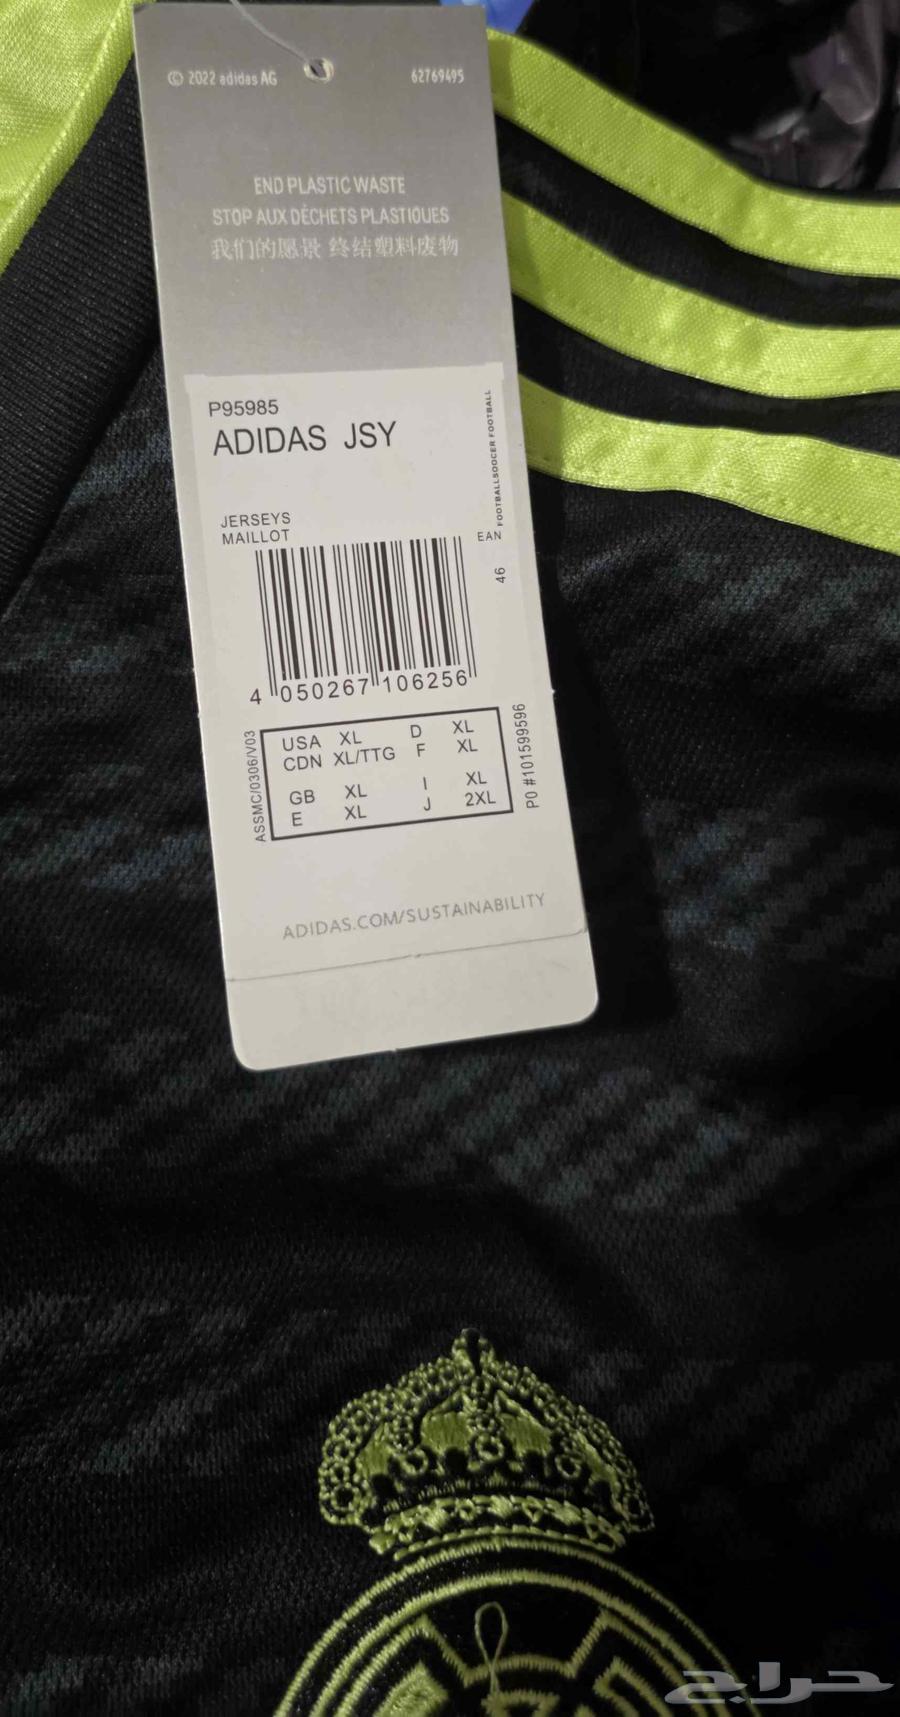 © 2022 adidas AG
62769495
END PLASTIC WASTE
STOP AUX DÉCHETS PLASTIQUES
我们的愿景 终结塑料废物
P95985
ADIDAS JSY
FOOTBALLSOCCER FOOTBALL
JERSEYS
MAILLOT
EAN
46
4 050267 106256
ASSMC/0306/V03
USA XL D XL
CDN XL/TTG F XL
GB XL I XL
E XL J 2XL
PO #101599596
ADIDAS.COM/SUSTAINABILITY
حراج